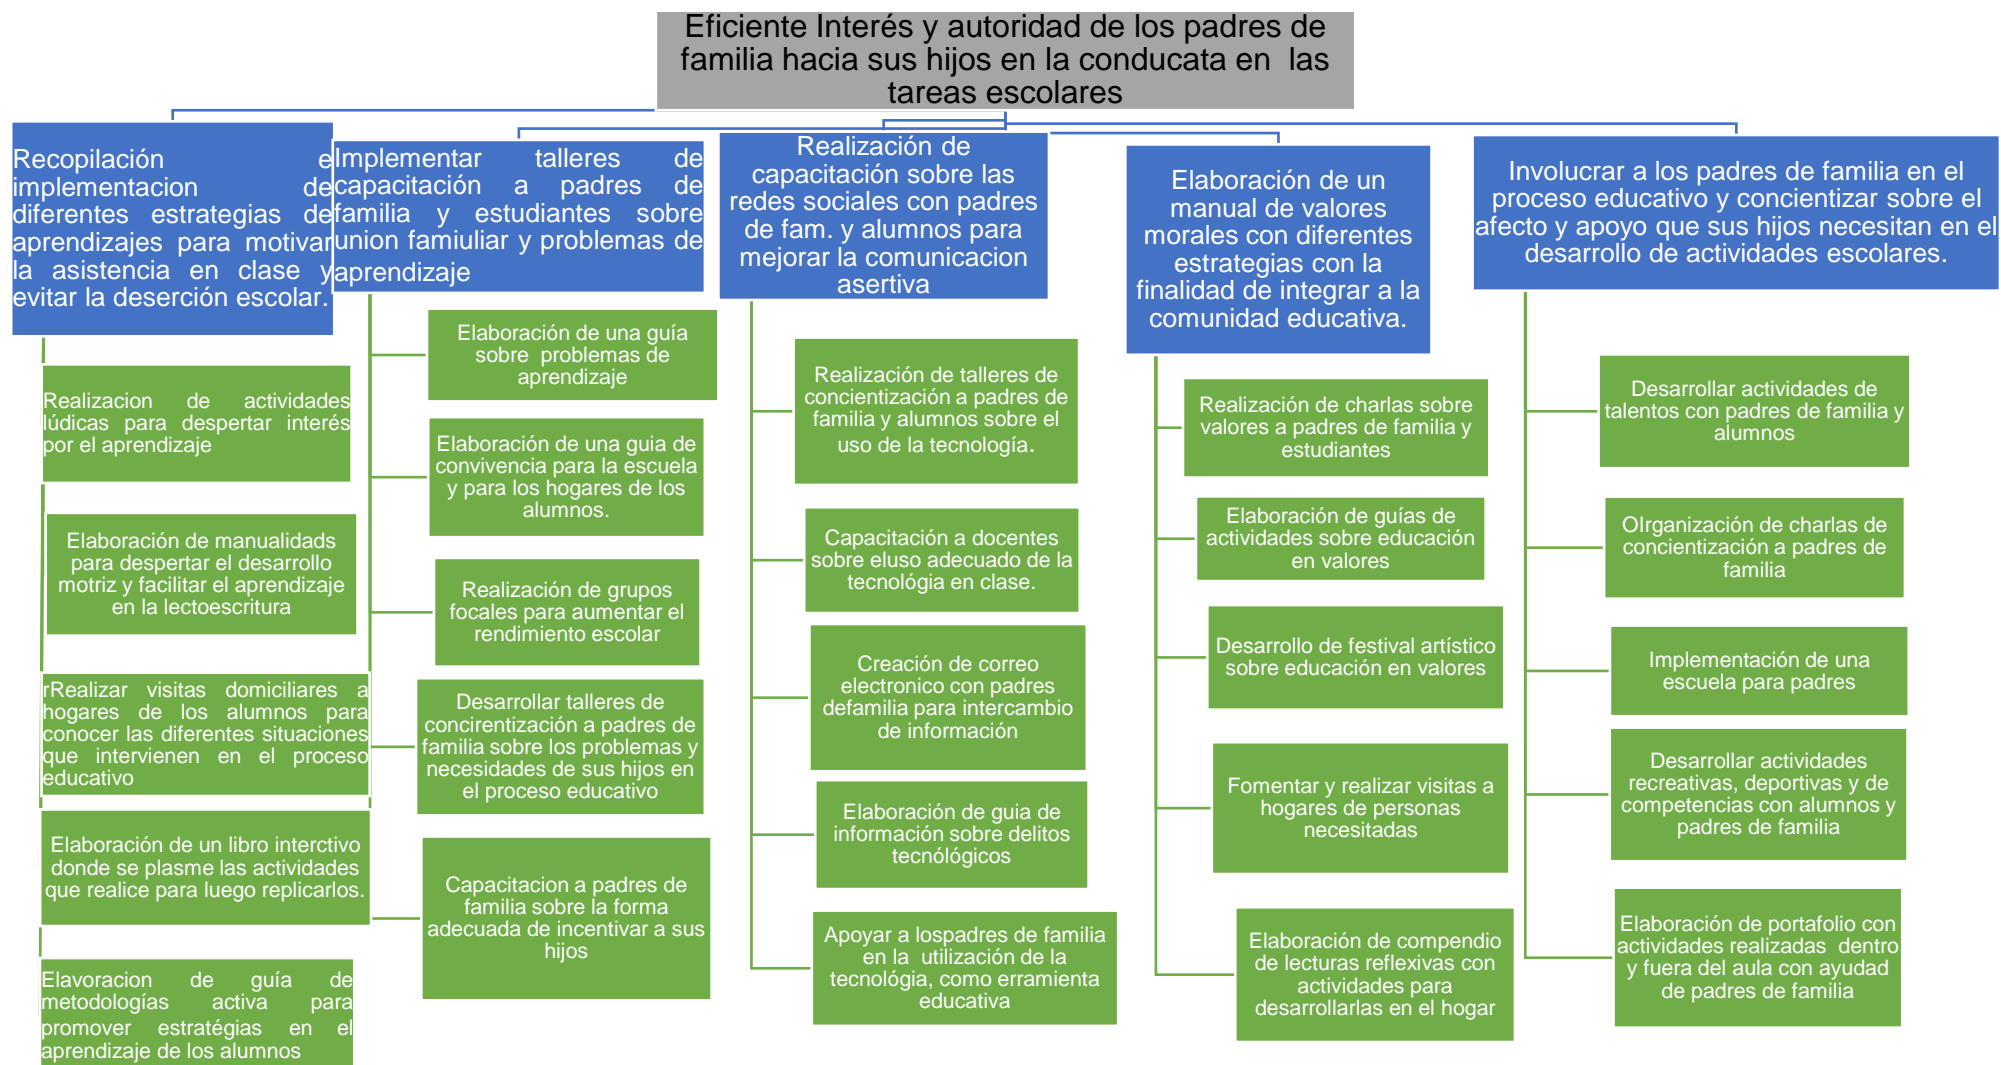 Eficiente Interés y autoridad de los padres de
familia hacia sus hijos en la conducata en las
tareas escolares
Recopilación e
implementacion de
diferentes estrategias de
aprendizajes para motivar
la asistencia en clase y
evitar la deserción escolar.
Realizacion de actividades
lúdicas para despertar interés
por el aprendizaje
Elaboración de manualidads
para despertar el desarrollo
motriz y facilitar el aprendizaje
en la lectoescritura
rRealizar visitas domiciliares a
hogares de los alumnos para
conocer las diferentes situaciones
que intervienen en el proceso
educativo
Elaboración de un libro interctivo
donde se plasme las actividades
que realice para luego replicarlos.
Elavoracion de guía de
metodologías activa para
promover estratégias en el
aprendizaje de los alumnos
Implementar talleres de
capacitación a padres de
familia y estudiantes sobre
union famiuliar y problemas de
aprendizaje
Elaboración de una guía
sobre problemas de
aprendizaje
Elaboración de una guia de
convivencia para la escuela
y para los hogares de los
alumnos.
Realización de grupos
focales para aumentar el
rendimiento escolar
Desarrollar talleres de
concirentización a padres de
familia sobre los problemas y
necesidades de sus hijos en
el proceso educativo
Capacitacion a padres de
familia sobre la forma
adecuada de incentivar a sus
hijos
Realización de
capacitación sobre las
redes sociales con padres
de fam. y alumnos para
mejorar la comunicacion
asertiva
Realización de talleres de
concientización a padres de
familia y alumnos sobre el
uso de la tecnología.
Capacitación a docentes
sobre eluso adecuado de la
tecnológia en clase.
Creación de correo
electronico con padres
defamilia para intercambio
de información
Elaboración de guia de
información sobre delitos
tecnólógicos
Apoyar a lospadres de familia
en la utilización de la
tecnológia, como erramienta
educativa
Elaboración de un
manual de valores
morales con diferentes
estrategias con la
finalidad de integrar a la
comunidad educativa.
Realización de charlas sobre
valores a padres de familia y
estudiantes
Elaboración de guías de
actividades sobre educación
en valores
Desarrollo de festival artístico
sobre educación en valores
Fomentar y realizar visitas a
hogares de personas
necesitadas
Elaboración de compendio
de lecturas reflexivas con
actividades para
desarrollarlas en el hogar
Involucrar a los padres de familia en el
proceso educativo y concientizar sobre el
afecto y apoyo que sus hijos necesitan en el
desarrollo de actividades escolares.
Desarrollar actividades de
talentos con padres de familia y
alumnos
OIrganización de charlas de
concientización a padres de
familia
Implementación de una
escuela para padres
Desarrollar actividades
recreativas, deportivas y de
competencias con alumnos y
padres de familia
Elaboración de portafolio con
actividades realizadas dentro
y fuera del aula con ayudad
de padres de familia